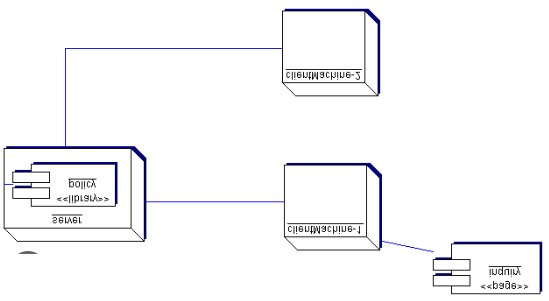 <<page>>
inquiry
clientMachine-1
server
<<library>>
policy
clientMachine-2